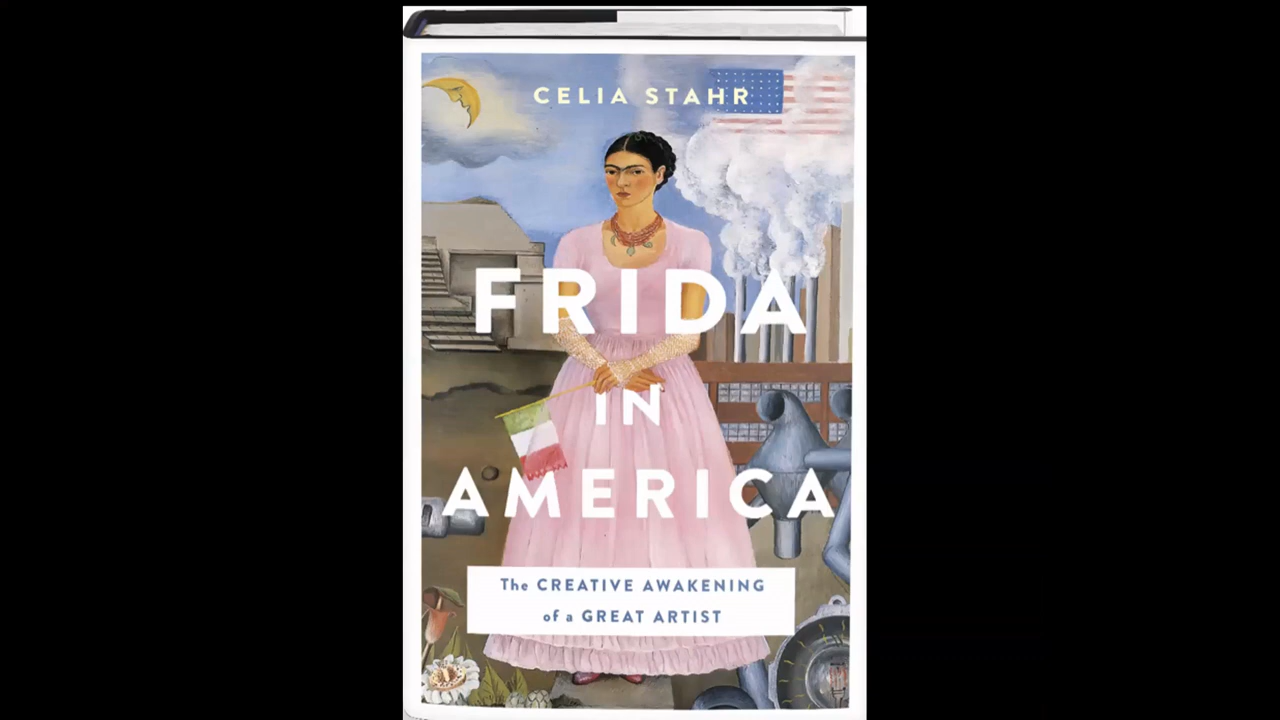 CELIA STAHR
FRIDA
IN
AMERICA
The CREATIVE AWAKENING
of a GREAT ARTIST